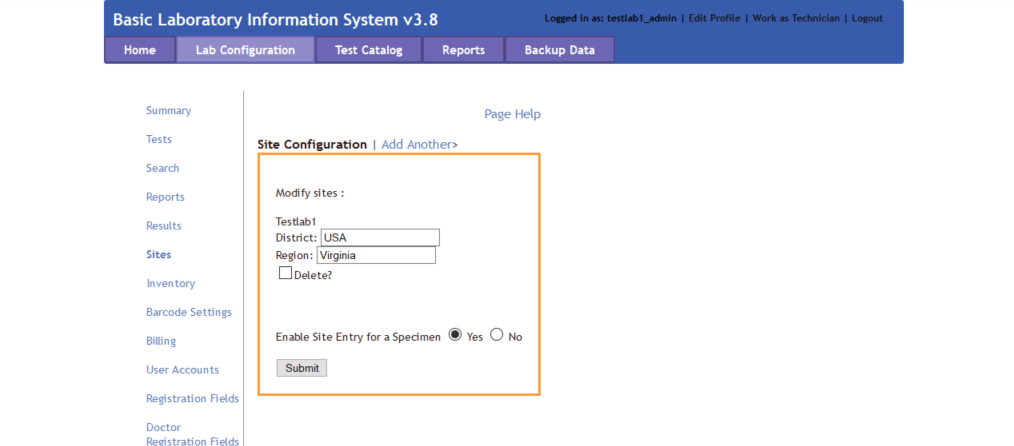 Basic Laboratory Information System v3.8
Logged in as: testlab1_admin | Edit Profile | Work as Technician | Logout
Home Lab Configuration Test Catalog Reports Backup Data
Summary
Tests
Search
Reports
Results
Sites
Inventory
Barcode Settings
Billing
User Accounts
Registration Fields
Doctor
Registration Fields
Page Help
Site Configuration | Add Another>
Modify sites :
Testlab1
District: USA
Region: Virginia
Delete?
Enable Site Entry for a Specimen Yes No
Submit